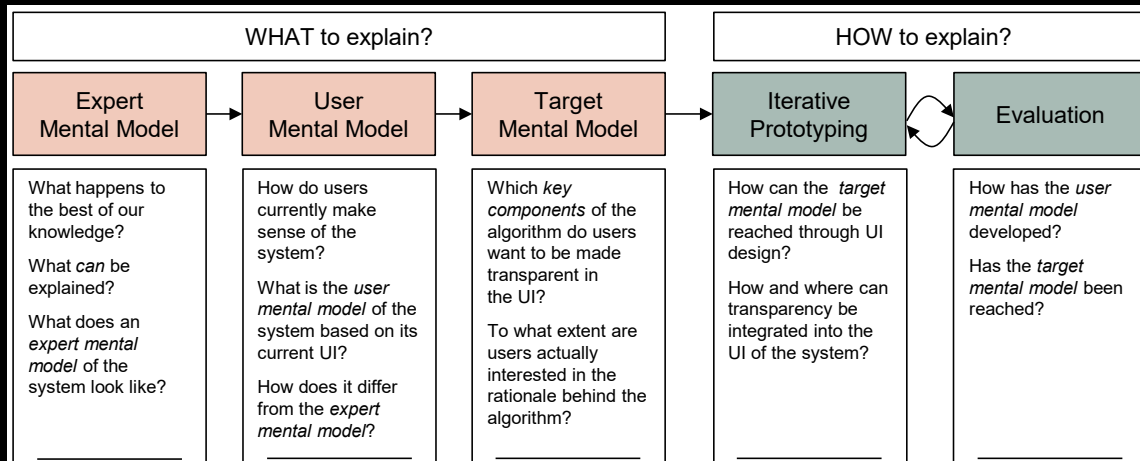 WHAT to explain?
HOW to explain?
Expert
Mental Model
User
Mental Model
Target
Mental Model
Iterative
Prototyping
Evaluation
What happens to
the best of our
knowledge?
What can be
explained?
What does an
expert mental
model of the
system look like?
How do users
currently make
sense of the
system?
What is the user
mental model of the
system based on its
current UI?
How does it differ
from the expert
mental model?
Which key
components of the
algorithm do users
want to be made
transparent in
the UI?
To what extent are
users actually
interested in the
rationale behind the
algorithm?
How can the target
mental model be
reached through UI
design?
How and where can
transparency be
integrated into the
UI of the system?
How has the user
mental model
developed?
Has the target
mental model been
reached?